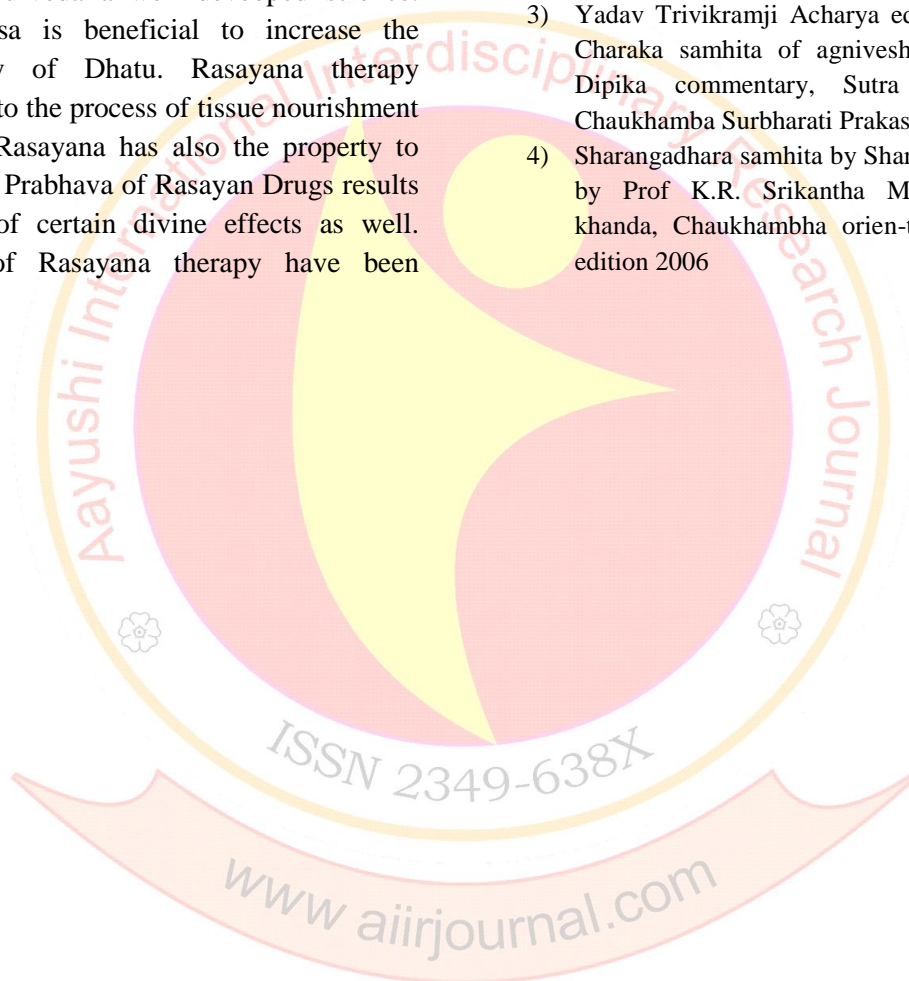 sa is beneficial to increase the
of Dhatu. Rasayana therapy
to the process of tissue nourishment
Rasayana has also the property to
Prabhava of Rasayan Drugs results
of certain divine effects as well.
of Rasayana therapy have been
3) Yadav Trivikramji Acharya
Charaka samhita of
Dipika commentary, Sutra
Chaukhamba Surbharati
4) Sharangadhara samhita by
by Prof K.R. Srikantha
khanda, Chaukhambha
edition 2006
Aayushi International Interdisciplinary Research Journal
ISSN 2349-638X
www aiirjournal.com